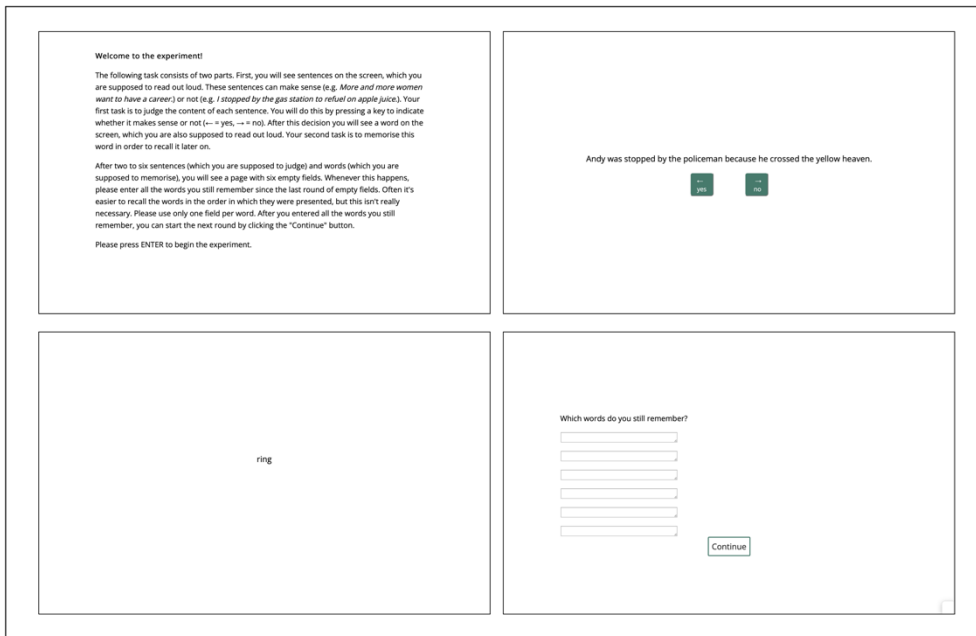 Welcome to the experiment!
The following task consists of two parts. First, you will see sentences on the screen, which you
are supposed to read out loud. These sentences can make sense (e.g. More and more women
want to have a career.) or not (e.g. I stopped by the gas station to refuel on apple juice.). Your
first task is to judge the content of each sentence. You will do this by pressing a key to indicate
whether it makes sense or not (← = yes, → = no). After this decision you will see a word on the
screen, which you are also supposed to read out loud. Your second task is to memorise this
word in order to recall it later on.
After two to six sentences (which you are supposed to judge) and words (which you are
supposed to memorise), you will see a page with six empty fields. Whenever this happens,
please enter all the words you still remember since the last round of empty fields. Often it's
easier to recall the words in the order in which they were presented, but this isn't really
necessary. Please use only one field per word. After you entered all the words you still
remember, you can start the next round by clicking the "Continue" button.
Please press ENTER to begin the experiment.
Andy was stopped by the policeman because he crossed the yellow heaven.
← →
yes no
ring
Which words do you still remember?
Continue